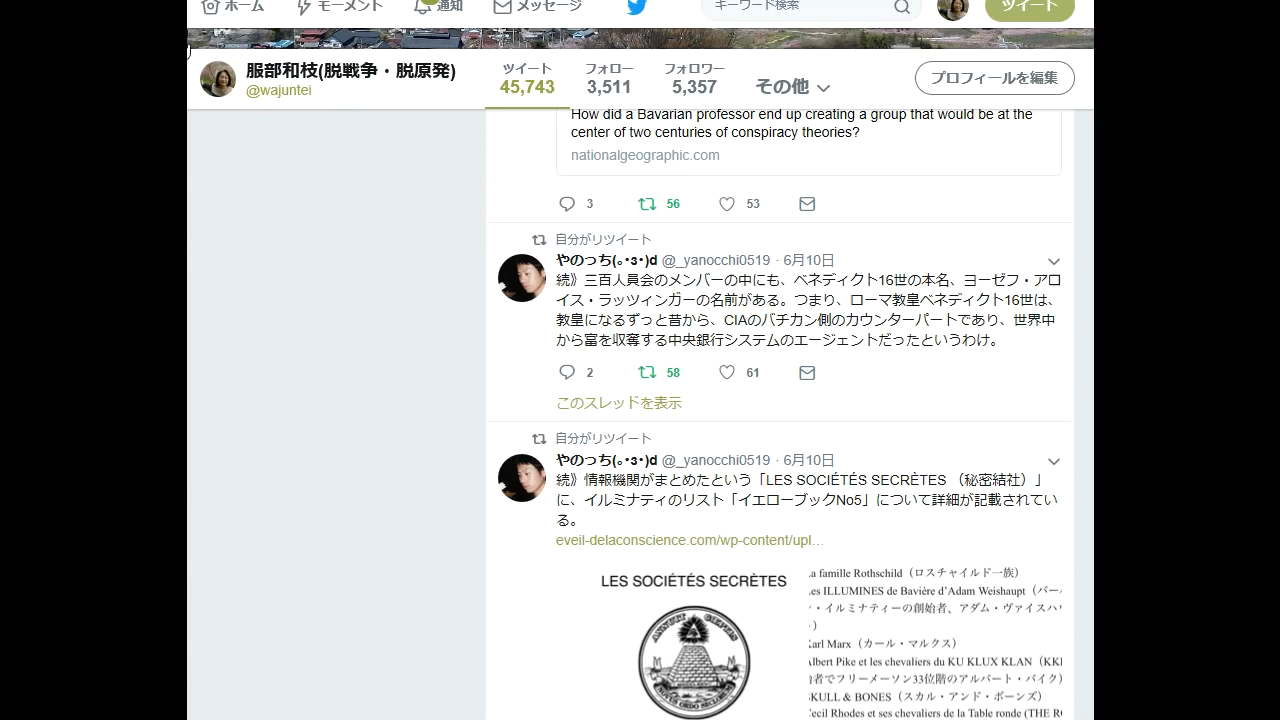 ホーム モーメント 通知 メッセージ キーワード検索 ツイート
服部和枝(脱戦争・脱原発)
@wajuntei
ツイート
45,743
フォロー
3,511
フォロワー
5,357
その他
プロフィールを編集
How did a Bavarian professor end up creating a group that would be at the
center of two centuries of conspiracy theories?
nationalgeographic.com
3 56 53
自分がリツイート
やのっち(｡･з･)d @_yanocchi0519 · 6月10日
続》三百人員会のメンバーの中にも、ベネディクト16世の本名、ヨーゼフ・アロ
イス・ラッツィンガーの名前がある。つまり、ローマ教皇ベネディクト16世は、
教皇になるずっと昔から、CIAのバチカン側のカウンターパートであり、世界中
から富を収奪する中央銀行システムのエージェントだったというわけ。
2 58 61
このスレッドを表示
自分がリツイート
やのっち(｡･з･)d @_yanocchi0519 · 6月10日
続》情報機関がまとめたという「LES SOCIÉTÉS SECRÈTES （秘密結社）」
に、イルミナティのリスト「イエローブックNo5」について詳細が記載されてい
る。
eveil-delaconscience.com/wp-content/upl…
LES SOCIÉTÉS SECRÈTES
ANNUIT CŒPTIS
a famille Rothschild（ロスチャイルド一族）
es ILLUMINES de Bavière d'Adam Weishaupt（バー
・イルミナティーの創始者、アダム・ヴァイスハウ
）
Karl Marx（カール・マルクス）
lbert Pike et les chevaliers du KU KLUX KLAN（KK
者でフリーメーソン33位階のアルバート・パイク）
SKULL & BONES（スカル・アンド・ボーンズ）
Cecil Rhodes et ses chevaliers de la Table ronde (THE